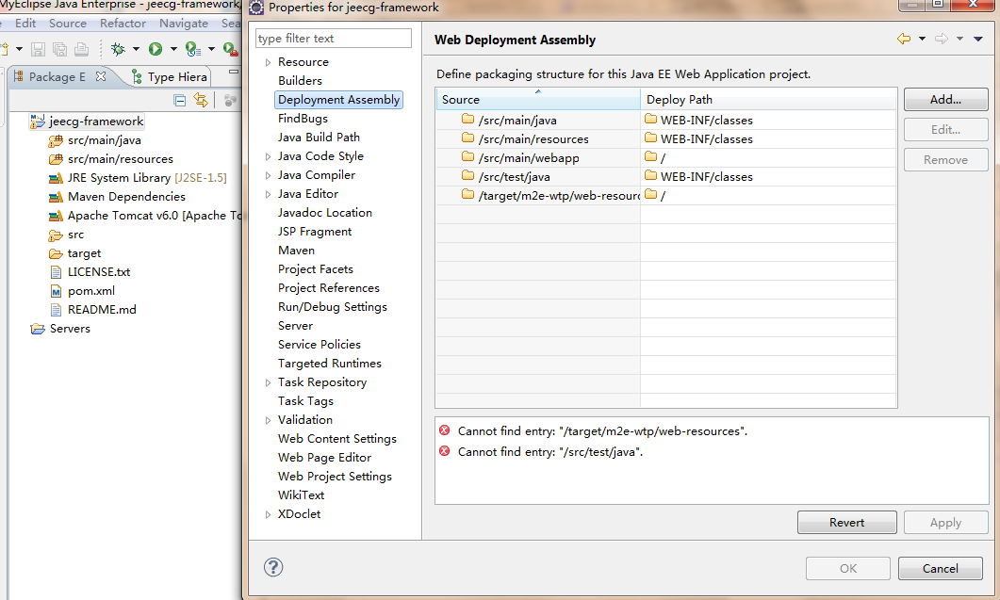 MyEclipse Java Enterprise - jeecg-framework/
Edit Source Refactor Navigate Sea
Package E Type Hiera
jeecg-framework
src/main/java
src/main/resources
JRE System Library [J2SE-1.5]
Maven Dependencies
Apache Tomcat v6.0 [Apache To
src
target
LICENSE.txt
pom.xml
README.md
Servers
Properties for jeecg-framework
type filter text
Resource
Builders
Deployment Assembly
FindBugs
Java Build Path
Java Code Style
Java Compiler
Java Editor
Javadoc Location
JSP Fragment
Maven
Project Facets
Project References
Run/Debug Settings
Server
Service Policies
Targeted Runtimes
Task Repository
Task Tags
Validation
Web Content Settings
Web Page Editor
Web Project Settings
WikiText
XDoclet
Web Deployment Assembly
Define packaging structure for this Java EE Web Application project.
Source Deploy Path
/src/main/java WEB-INF/classes
/src/main/resources WEB-INF/classes
/src/main/webapp /
/src/test/java WEB-INF/classes
/target/m2e-wtp/web-resourc /
Add...
Edit...
Remove
Cannot find entry: "/target/m2e-wtp/web-resources".
Cannot find entry: "/src/test/java".
Revert Apply
OK Cancel